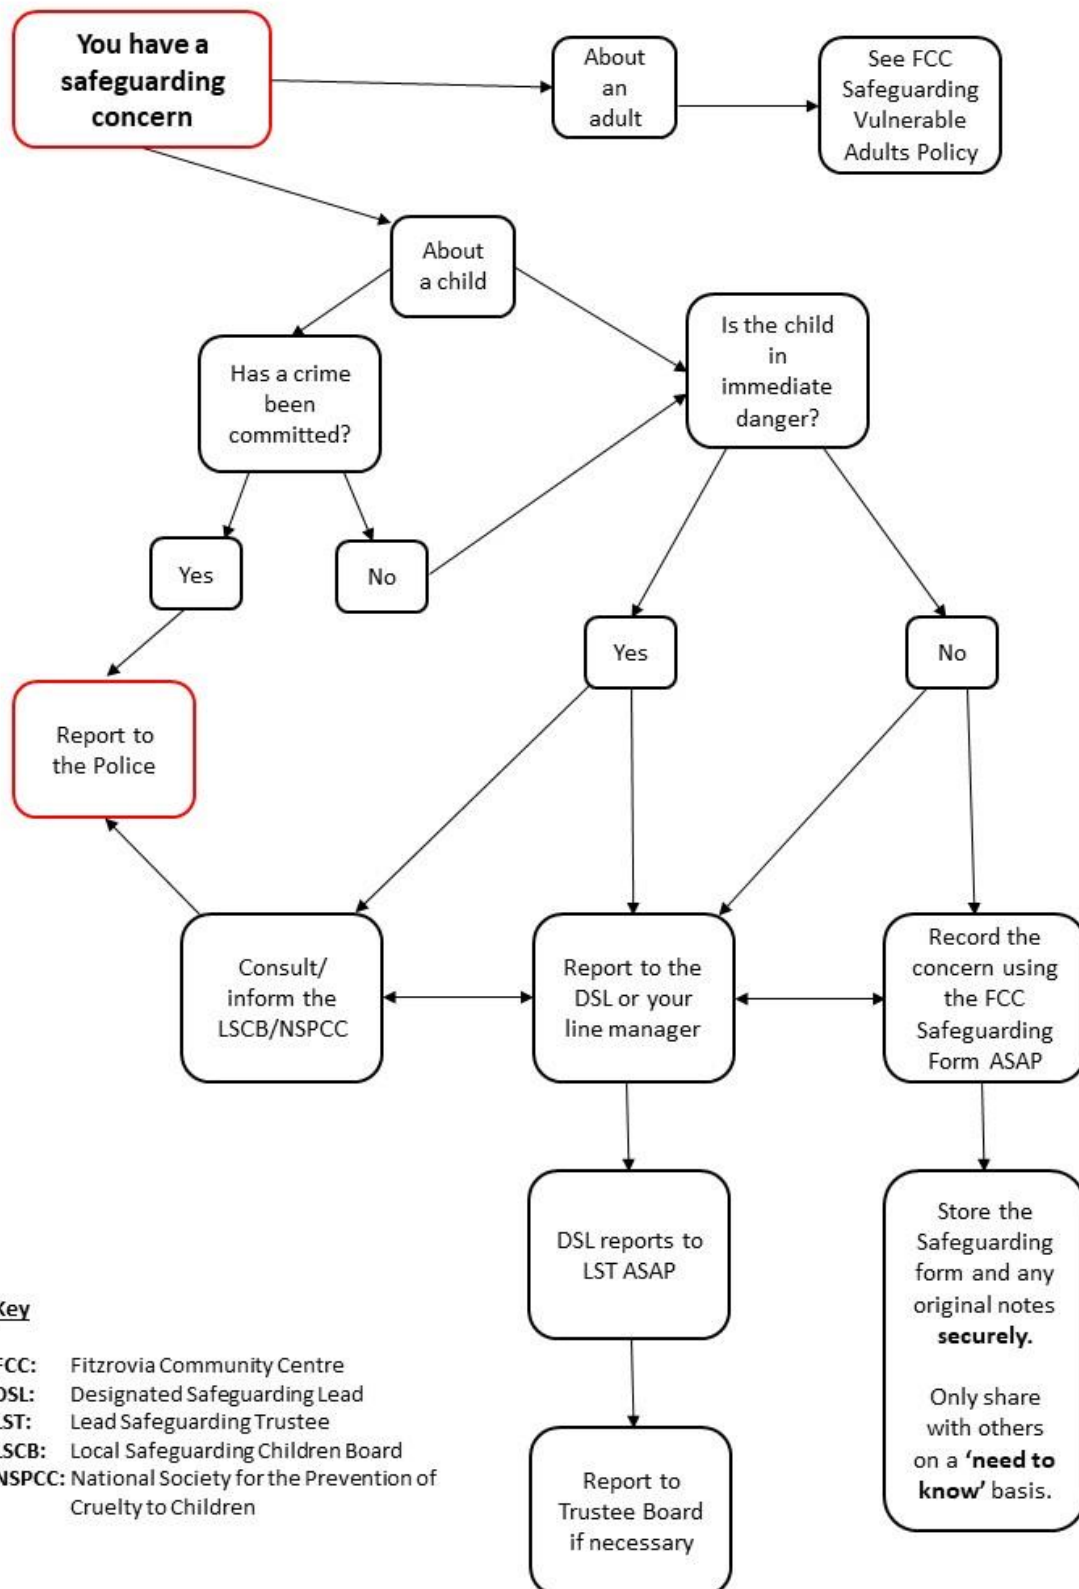 You have a
safeguarding
concern
About
an
adult
See FCC
Safeguarding
Vulnerable
Adults Policy
About
a child
Is the child
in
immediate
danger?
Has a crime
been
committed?
Yes
No
Yes
No
Report to
the Police
Consult/
inform the
LSCB/NSPCC
Report to the
DSL or your
line manager
Record the
concern using
the FCC
Safeguarding
Form ASAP
DSL reports to
LST ASAP
Store the
Safeguarding
form and any
original notes
securely.
Only share
with others
on a ‘need to
know’ basis.
Report to
Trustee Board
if necessary
Key
FCC: Fitzrovia Community Centre
DSL: Designated Safeguarding Lead
LST: Lead Safeguarding Trustee
LSCB: Local Safeguarding Children Board
NSPCC: National Society for the Prevention of
Cruelty to Children